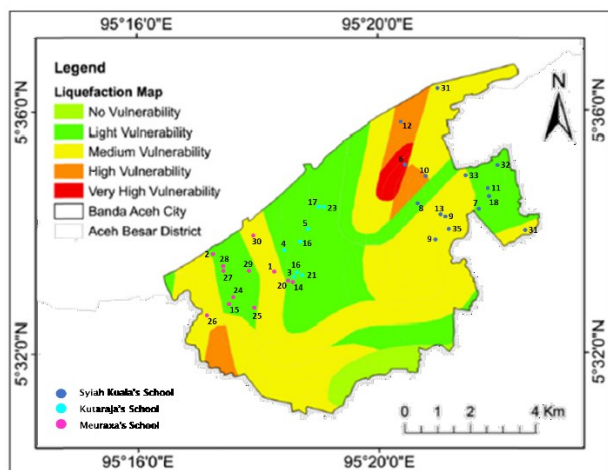 95°16'0"E
95°20'0"E
5°36'0"N
5°32'0"N
Legend
Liquefaction Map
No Vulnerability
Light Vulnerability
Medium Vulnerability
High Vulnerability
Very High Vulnerability
Banda Aceh City
Aceh Besar District
N
31
12
6
10
33
32
11
18
7
8
13
9
35
9
31
17
23
5
16
4
30
2
28
27
29
1
16
3
21
20
14
24
15
25
26
Syiah Kuala's School
Kutaraja's School
Meuraxa's School
0
1
2
4 Km
5°36'0"N
5°32'0"N
95°16'0"E
95°20'0"E